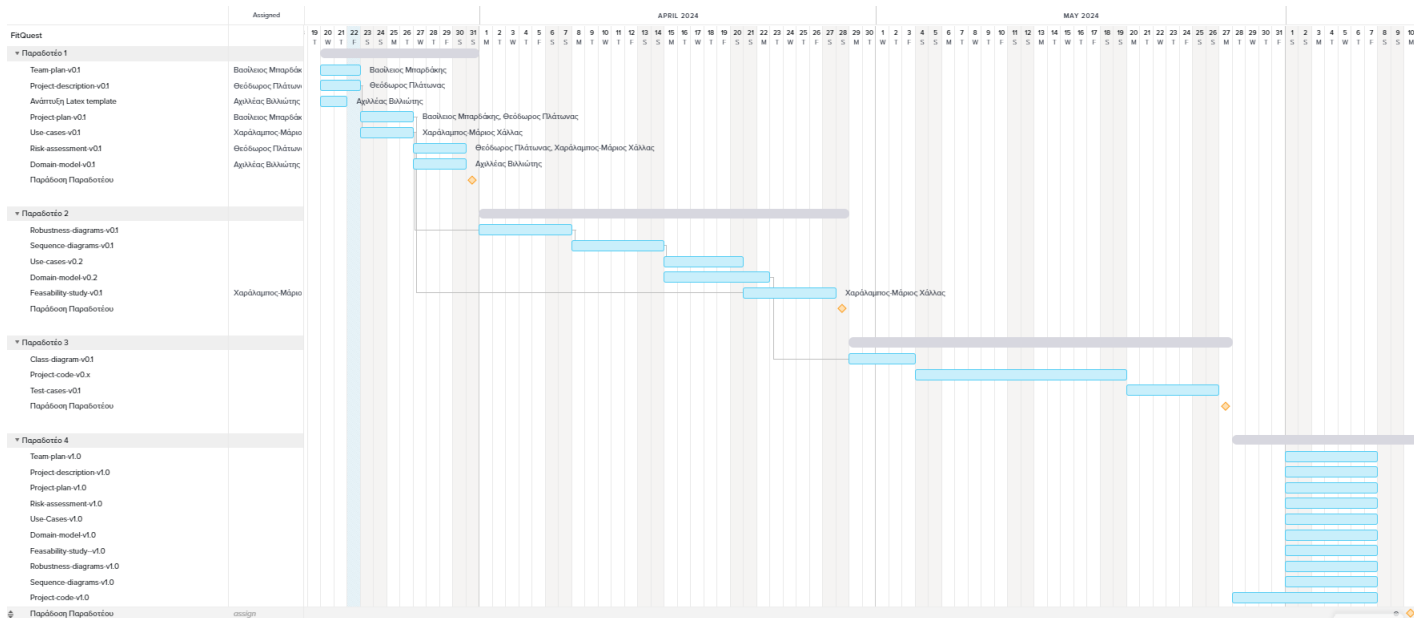 Assigned
APRIL 2024
MAY 2024
FitQuest
19 20 21 22 23 24 25 26 27 28 29 30 31 1 2 3 4 5 6 7 8 9 10 11 12 13 14 15 16 17 18 19 20 21 22 23 24 25 26 27 28 29 30 1 2 3 4 5 6 7 8 9 10 11 12 13 14 15 16 17 18 19 20 21 22 23 24 25 26 27 28 29 30 31 1 2 3 4 5 6 7 8 9 10
T W T F S S M T W T F S S M T W T F S S M T W T F S S M T W T F S S M T W T F S S M T W T F S S M T W T F S S M T W T F S S M T W T F S S M T W T F S S M T W T F S S M
Παραδοτέο 1
Team-plan-v0.1 Βασίλειος Μπαρδάκ Βασίλειος Μπαρδάκης
Project-description-v0.1 Θεόδωρος Πλάτων Θεόδωρος Πλάτωνας
Ανάπτυξη Latex template Αχιλλέας Βιλλιώτης Αχιλλέας Βιλλιώτης
Project-plan-v0.1 Βασίλειος Μπαρδάκ Βασίλειος Μπαρδάκης, Θεόδωρος Πλάτωνας
Use-cases-v0.1 Χαράλαμπος-Μάριο Χαράλαμπος-Μάριος Χάλλας
Risk-assessment-v0.1 Θεόδωρος Πλάτων Θεόδωρος Πλάτωνας, Χαράλαμπος-Μάριος Χάλλας
Domain-model-v0.1 Αχιλλέας Βιλλιώτης Αχιλλέας Βιλλιώτης
Παράδοση Παραδοτέου
Παραδοτέο 2
Robustness-diagrams-v0.1
Sequence-diagrams-v0.1
Use-cases-v0.2
Domain-model-v0.2
Feasability-study-v0.1 Χαράλαμπος-Μάριο Χαράλαμπος-Μάριος Χάλλας
Παράδοση Παραδοτέου
Παραδοτέο 3
Class-diagram-v0.1
Project-code-v0.x
Test-cases-v0.1
Παράδοση Παραδοτέου
Παραδοτέο 4
Team-plan-v1.0
Project-description-v1.0
Project-plan-v1.0
Risk-assessment-v1.0
Use-Cases-v1.0
Domain-model-v1.0
Feasability-study--v1.0
Robustness-diagrams-v1.0
Sequence-diagrams-v1.0
Project-code-v1.0
Παράδοση Παραδοτέου assign